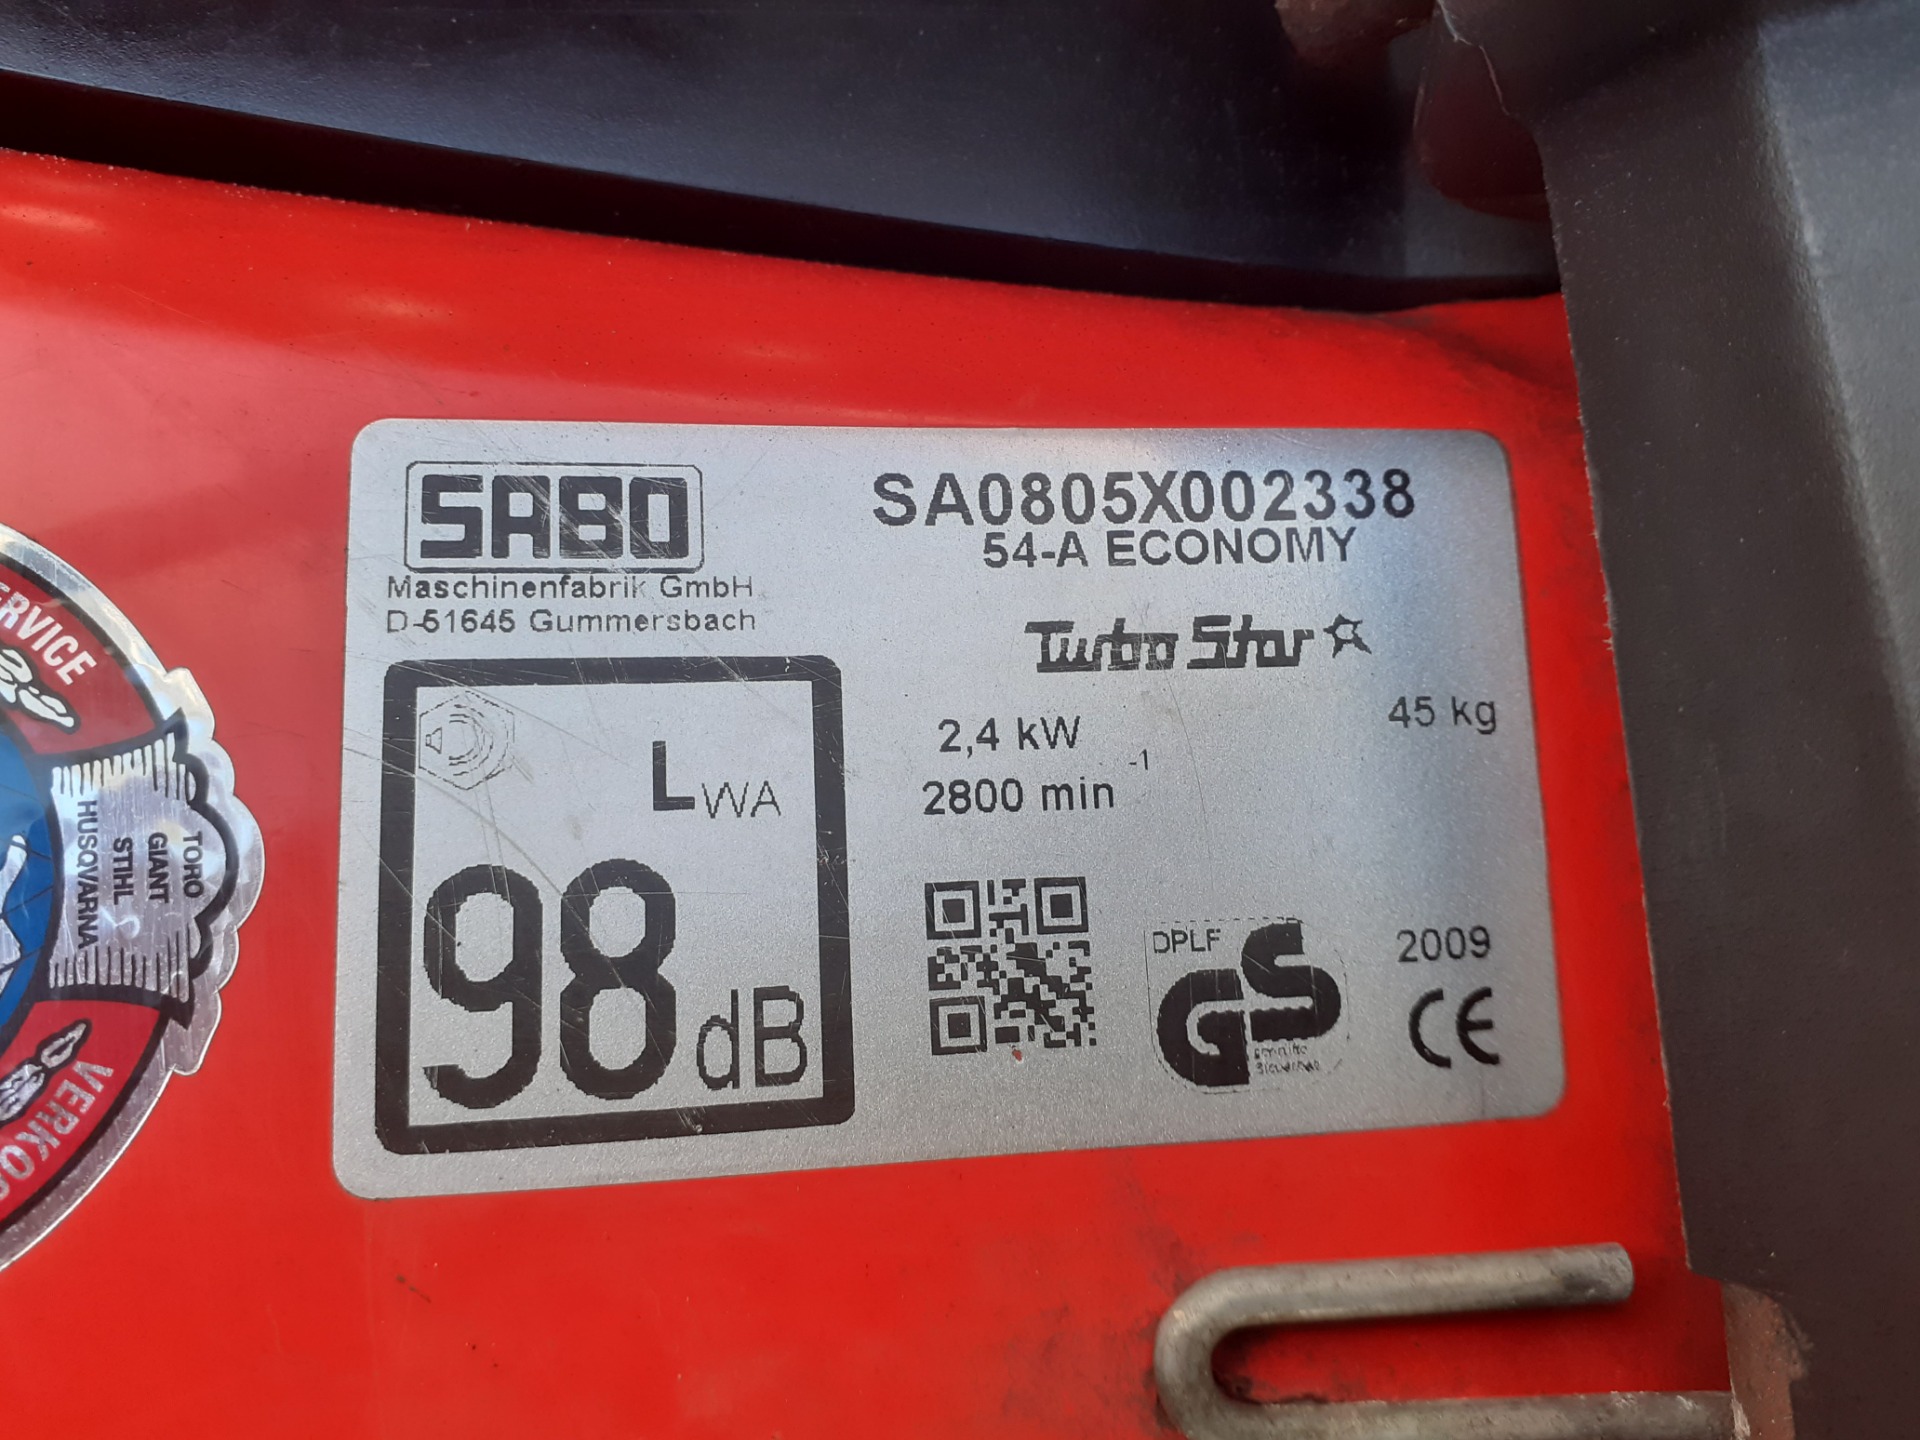 SABO
Maschinenfabrik GmbH
D-51645 Gummersbach
SA0805X002338
54-A ECONOMY
Turbo Star
2,4 kW
45 kg
2800 min -1
LWA
98 dB
DPLF
GS
2009
CE
TORO
GIANT
STIHL
HUSQVARNA